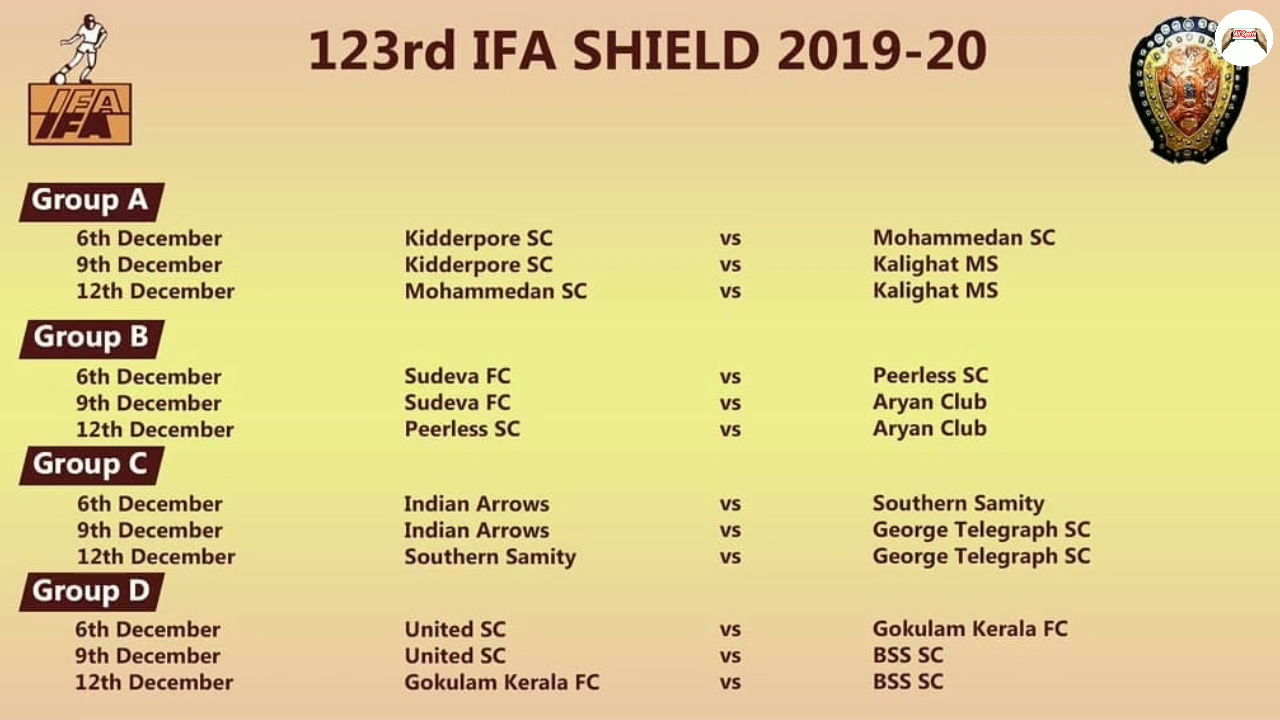 123rd IFA SHIELD 2019-20
IFA
IFA
Group A
6th December Kidderpore SC vs Mohammedan SC
9th December Kidderpore SC vs Kalighat MS
12th December Mohammedan SC vs Kalighat MS
Group B
6th December Sudeva FC vs Peerless SC
9th December Sudeva FC vs Aryan Club
12th December Peerless SC vs Aryan Club
Group C
6th December Indian Arrows vs Southern Samity
9th December Indian Arrows vs George Telegraph SC
12th December Southern Samity vs George Telegraph SC
Group D
6th December United SC vs Gokulam Kerala FC
9th December United SC vs BSS SC
12th December Gokulam Kerala FC vs BSS SC